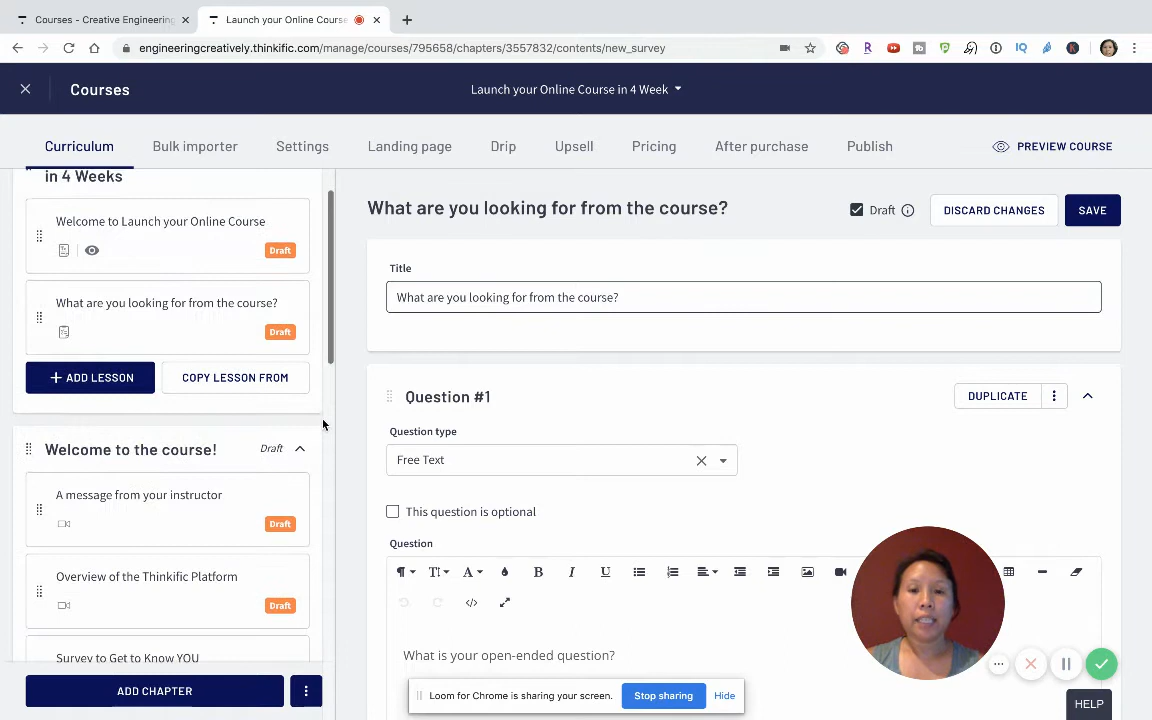 Courses - Creative Engineering
Launch your Online Course
engineeringcreatively.thinkific.com/manage/courses/795658/chapters/3557832/contents/new_survey
Courses
Launch your Online Course in 4 Week
Curriculum
Bulk importer
Settings
Landing page
Drip
Upsell
Pricing
After purchase
Publish
PREVIEW COURSE
in 4 Weeks
Welcome to Launch your Online Course
Draft
What are you looking for from the course?
Draft
ADD LESSON
COPY LESSON FROM
Welcome to the course!
Draft
A message from your instructor
Draft
Overview of the Thinkific Platform
Draft
Survey to Get to Know YOU
ADD CHAPTER
What are you looking for from the course?
Draft
DISCARD CHANGES
SAVE
Title
What are you looking for from the course?
Question #1
DUPLICATE
Question type
Free Text
This question is optional
Question
What is your open-ended question?
Loom for Chrome is sharing your screen.
Stop sharing
Hide
HELP